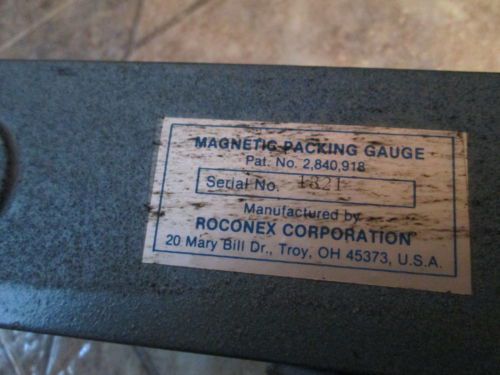 MAGNETIC PACKING GAUGE
Pat. No. 2,840,918
Serial No. 1321
Manufactured by
ROCONEX CORPORATION
20 Mary Bill Dr., Troy, OH 45373, U.S.A.